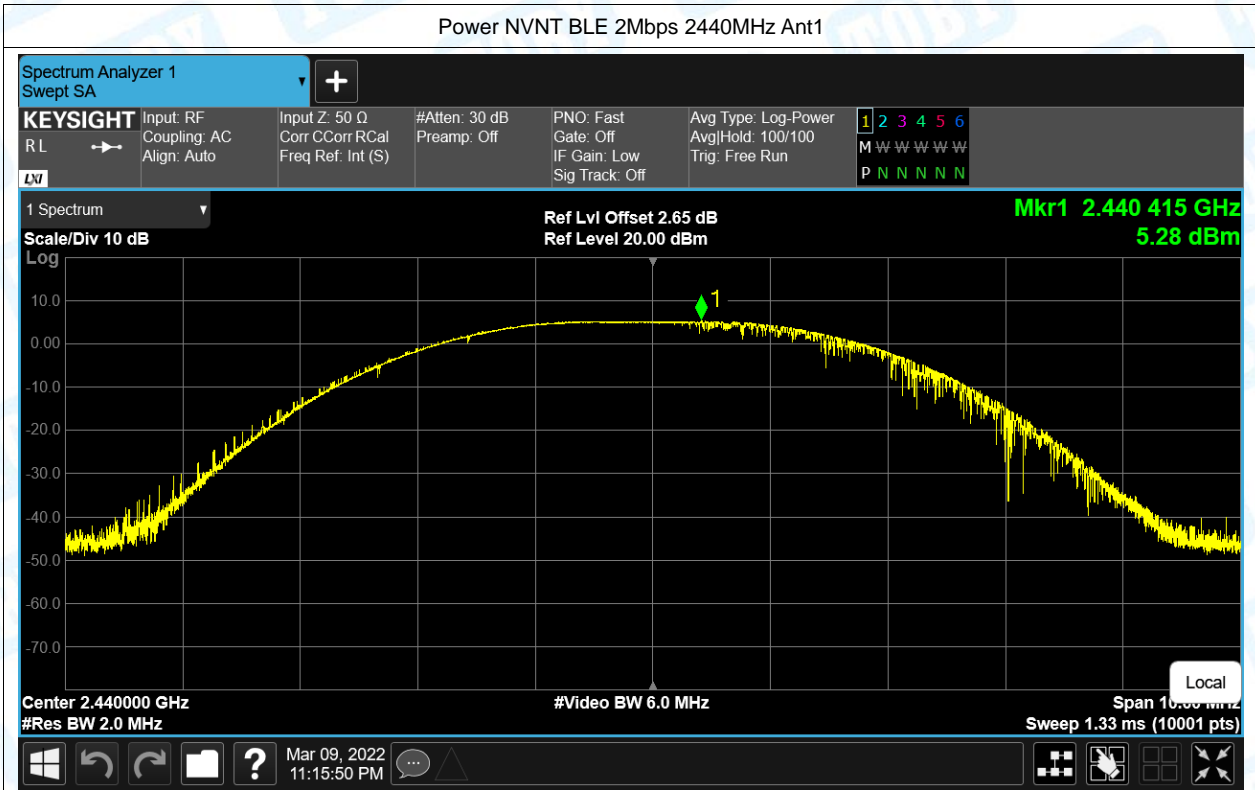 Power NVNT BLE 2Mbps 2440MHz Ant1
Spectrum Analyzer 1
Swept SA
+
KEYSIGHT Input: RF Input Z: 50 Ω #Atten: 30 dB PNO: Fast Avg Type: Log-Power 1 2 3 4 5 6
RL Coupling: AC Corr CCorr RCal Preamp: Off Gate: Off Avg|Hold: 100/100 M W W W W W W
Align: Auto Freq Ref: Int (S) IF Gain: Low Trig: Free Run
LXI Sig Track: Off P N N N N N
1 Spectrum Ref Lvl Offset 2.65 dB Mkr1 2.440 415 GHz
Scale/Div 10 dB Ref Level 20.00 dBm 5.28 dBm
Log
1
10.0
0.00
-10.0
-20.0
-30.0
-40.0
-50.0
-60.0
-70.0
Local
Center 2.440000 GHz #Video BW 6.0 MHz Span 10.00 MHz
#Res BW 2.0 MHz Sweep 1.33 ms (10001 pts)
? Mar 09, 2022
11:15:50 PM